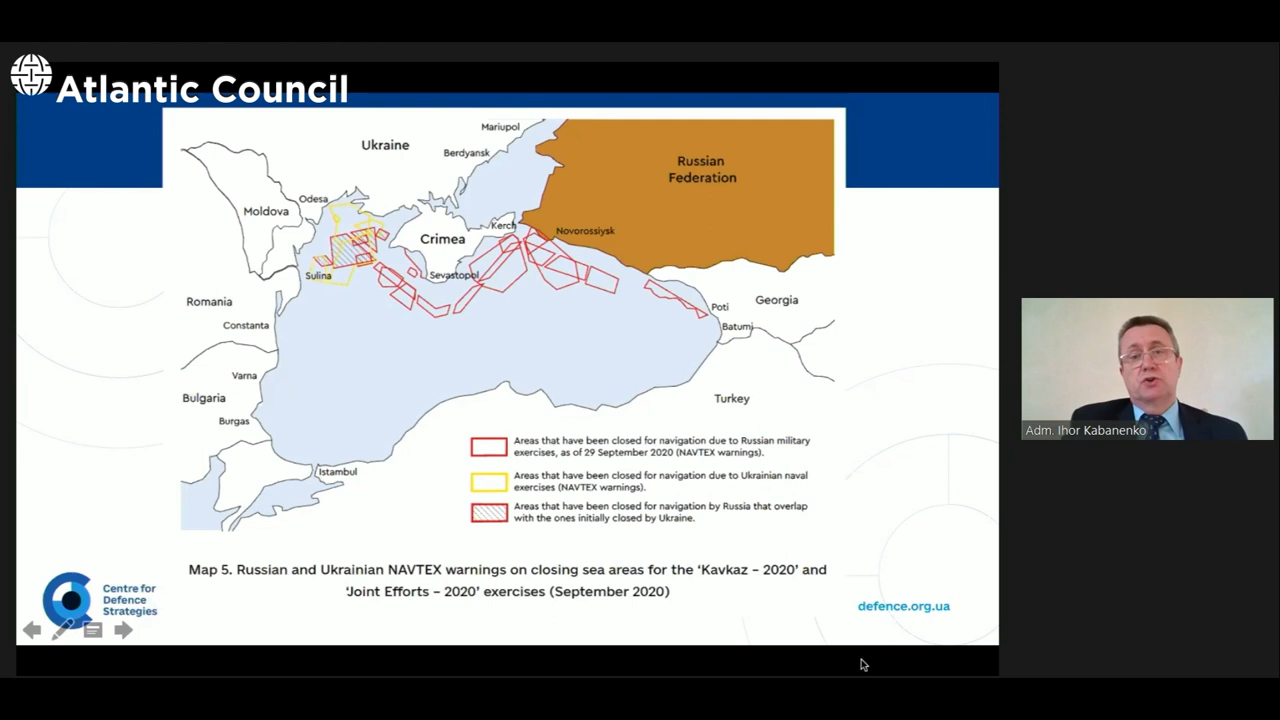 Atlantic Council
Mariupol
Ukraine
Berdyansk
Russian
Federation
Odesa
Moldova
Kerch
Novorossiysk
Crimea
Sulina
Sevastopol
Romania
Georgia
Poti
Constanta
Batumi
Varna
Bulgaria
Turkey
Burgas
Areas that have been closed for navigation due to Russian military
exercises, as of 29 September 2020 (NAVTEX warnings).
Istambul
Areas that have been closed for navigation due to Ukrainian naval
exercises (NAVTEX warnings).
Areas that have been closed for navigation by Russia that overlap
with the ones initially closed by Ukraine.
Map 5. Russian and Ukrainian NAVTEX warnings on closing sea areas for the ‘Kavkaz – 2020’ and
‘Joint Efforts – 2020’ exercises (September 2020)
Centre for
Defence
Strategies
defence.org.ua
Adm. Ihor Kabanenko